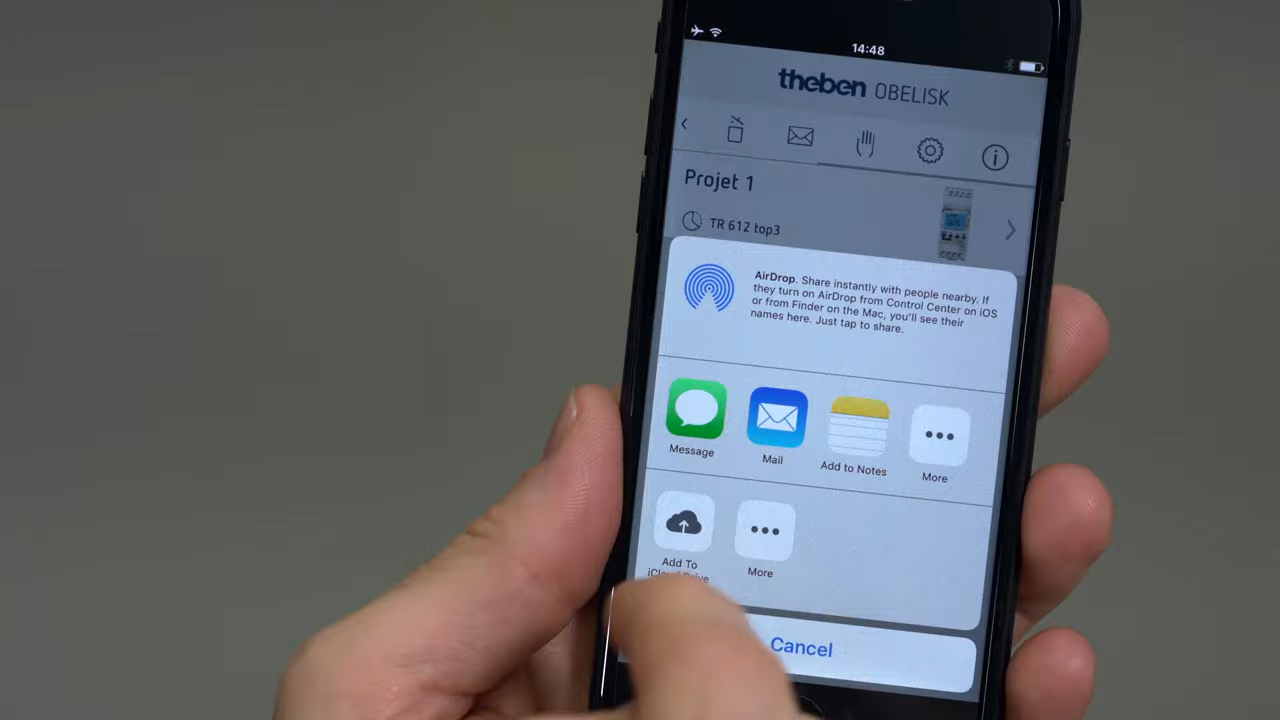 14:48
theben OBELISK
Projet 1
TR 612 top3
AirDrop. Share instantly with people nearby. If
they turn on AirDrop from Control Center on iOS
or from Finder on the Mac, you'll see their
names here. Just tap to share.
Message
Mail
Add to Notes
More
Add To
iCloud Drive
More
Cancel